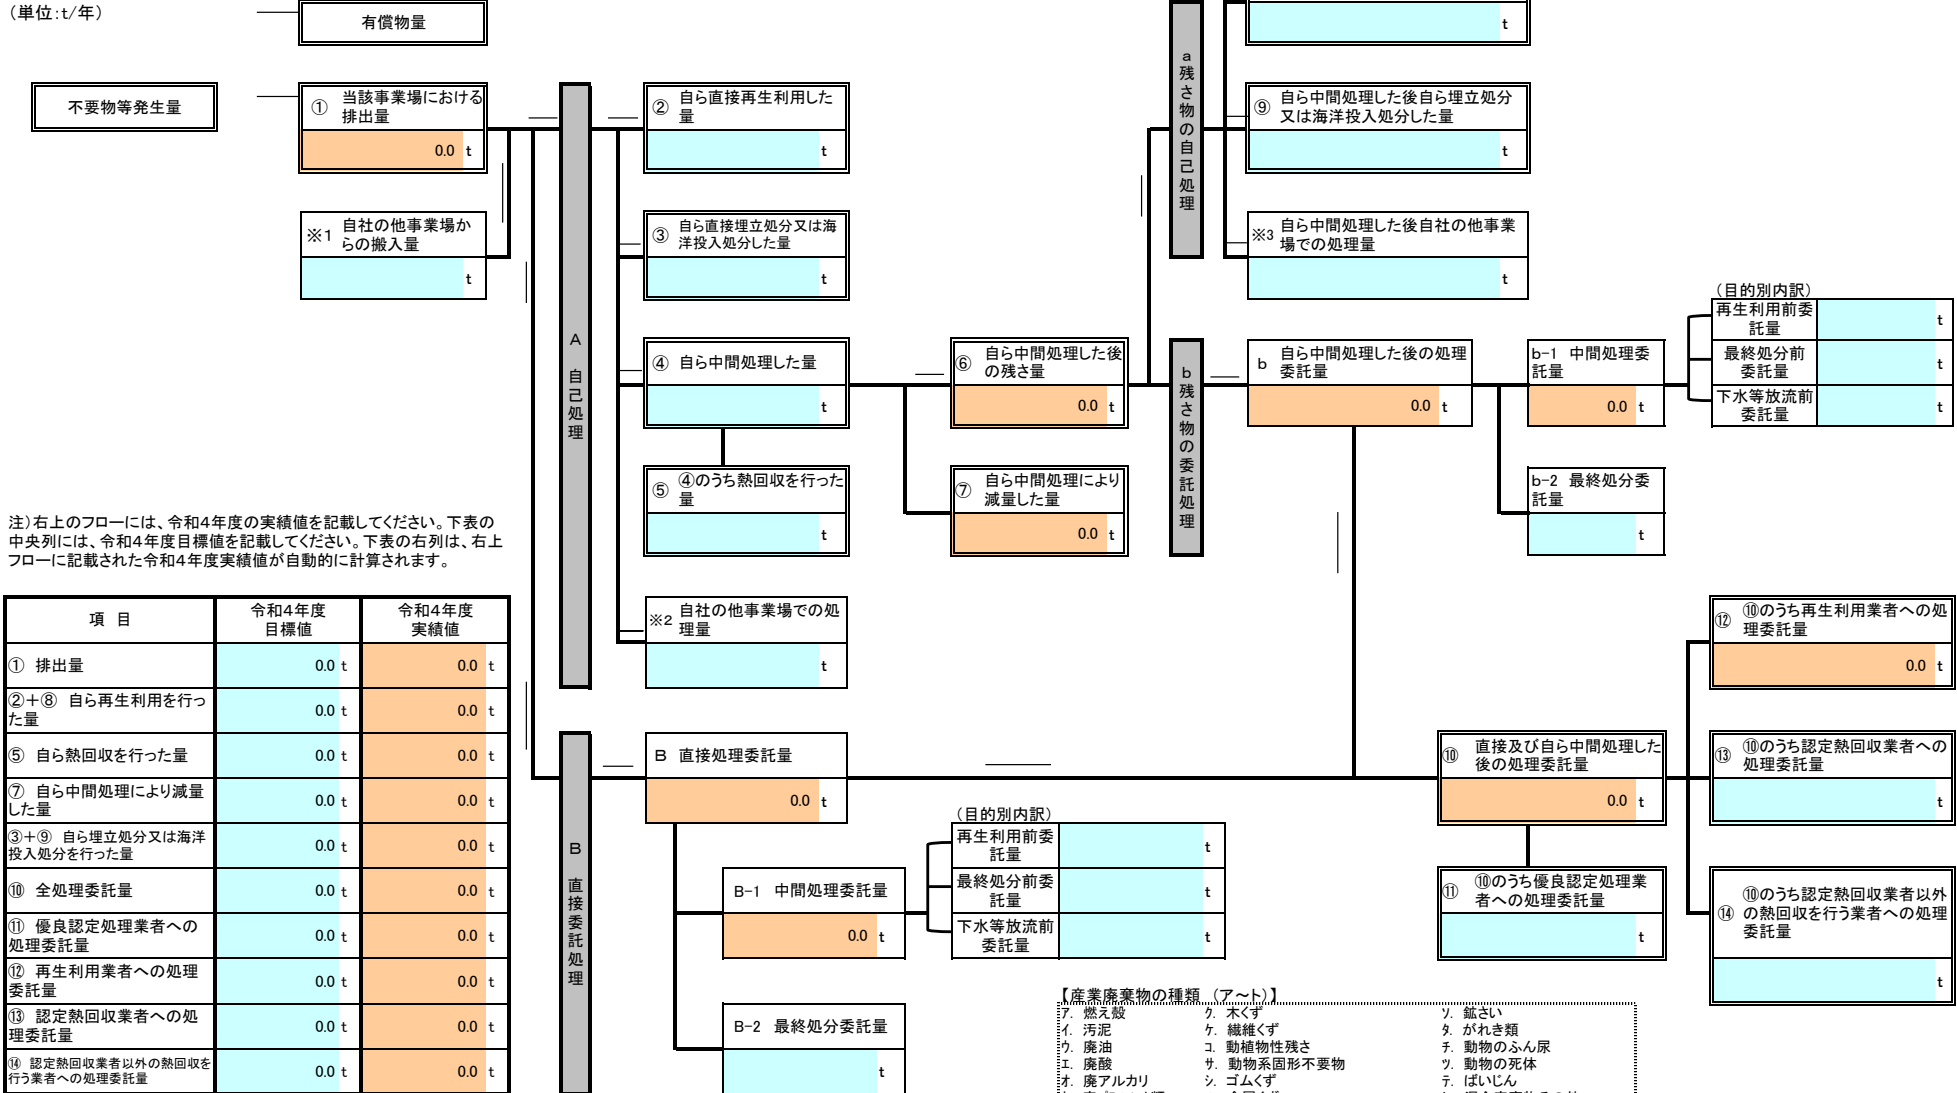 (単位:t/年)
有償物量
t
不要物等発生量
① 当該事業場における
排出量
0.0 t
② 自ら直接再生利用した
量
t
a 残さ物の自己処理
⑨ 自ら中間処理した後自ら埋立処分
又は海洋投入処分した量
t
※1 自社の他事業場か
らの搬入量
t
③ 自ら直接埋立処分又は海
洋投入処分した量
t
※3 自ら中間処理した後自社の他事業
場での処理量
t
A 自己処理
④ 自ら中間処理した量
t
⑥ 自ら中間処理した後
の残さ量
0.0 t
b 残さ物の委託処理
b 自ら中間処理した後の処理
委託量
0.0 t
b-1 中間処理委
託量
0.0 t
(目的別内訳)
再生利用前委
託量
t
最終処分前
委託量
t
下水等放流前
委託量
t
⑤ ④のうち熱回収を行った
量
t
⑦ 自ら中間処理により
減量した量
0.0 t
b-2 最終処分委
託量
t
注)右上のフローには、令和4年度の実績値を記載してください。下表の
中央列には、令和4年度目標値を記載してください。下表の右列は、右上
フローに記載された令和4年度実績値が自動的に計算されます。
※2 自社の他事業場での処
理量
t
項 目
令和4年度
目標値
令和4年度
実績値
① 排出量
0.0 t
0.0 t
②+⑧ 自ら再生利用を行っ
た量
0.0 t
0.0 t
⑤ 自ら熱回収を行った量
0.0 t
0.0 t
⑦ 自ら中間処理により減量
した量
0.0 t
0.0 t
③+⑨ 自ら埋立処分又は海洋
投入処分を行った量
0.0 t
0.0 t
⑩ 全処理委託量
0.0 t
0.0 t
⑪ 優良認定処理業者への
処理委託量
0.0 t
0.0 t
⑫ 再生利用業者への処理
委託量
0.0 t
0.0 t
⑬ 認定熱回収業者への処
理委託量
0.0 t
0.0 t
⑭ 認定熱回収業者以外の熱回収を
行う業者への処理委託量
0.0 t
0.0 t
B 直接委託処理
B 直接処理委託量
0.0 t
B-1 中間処理委託量
0.0 t
(目的別内訳)
再生利用前委
託量
t
最終処分前委
託量
t
下水等放流前
委託量
t
B-2 最終処分委託量
t
⑩ 直接及び自ら中間処理した
後の処理委託量
0.0 t
⑪ ⑩のうち優良認定処理業
者への処理委託量
t
⑫ ⑩のうち再生利用業者への処
理委託量
0.0 t
⑬ ⑩のうち認定熱回収業者への
処理委託量
t
⑭ ⑩のうち認定熱回収業者以外
の熱回収を行う業者への処理
委託量
t
【産業廃棄物の種類 (ア~ト)】
ア. 燃え殻
イ. 汚泥
ウ. 廃油
エ. 廃酸
オ. 廃アルカリ
ク. 木くず
ケ. 繊維くず
コ. 動植物性残さ
サ. 動物系固形不要物
シ. ゴムくず
ソ. 鉱さい
タ. がれき類
チ. 動物のふん尿
ツ. 動物の死体
テ. ばいじん